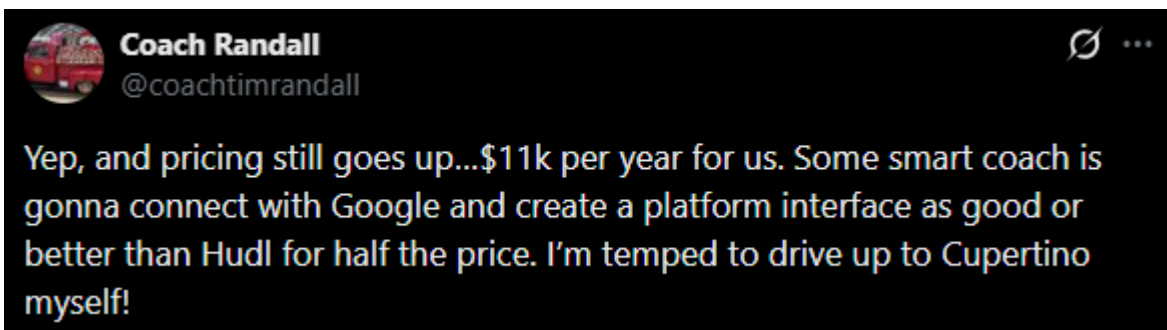 Coach Randall
@coachtimrandall
Yep, and pricing still goes up...$11k per year for us. Some smart coach is
gonna connect with Google and create a platform interface as good or
better than Hudl for half the price. I'm temped to drive up to Cupertino
myself!